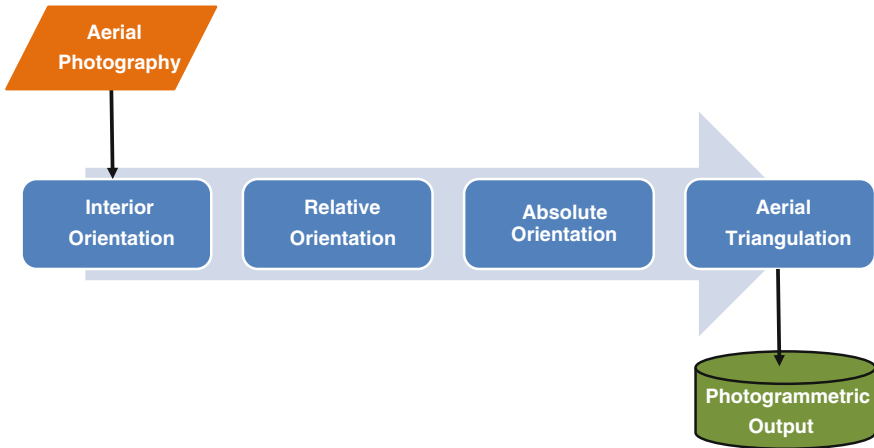 Aerial
Photography
Interior
Orientation
Relative
Orientation
Absolute
Orientation
Aerial
Triangulation
Photogrammetric
Output